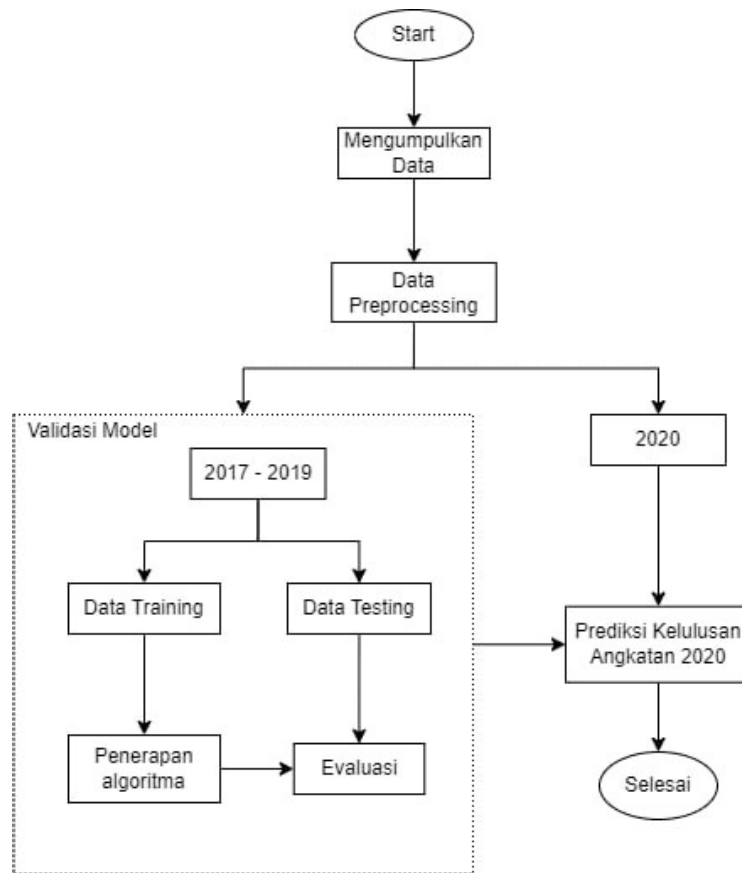 Start
Mengumpulkan
Data
Data
Preprocessing
Validasi Model
2017 - 2019
2020
Data Training
Data Testing
Prediksi Kelulusan
Angkatan 2020
Penerapan
algoritma
Evaluasi
Selesai